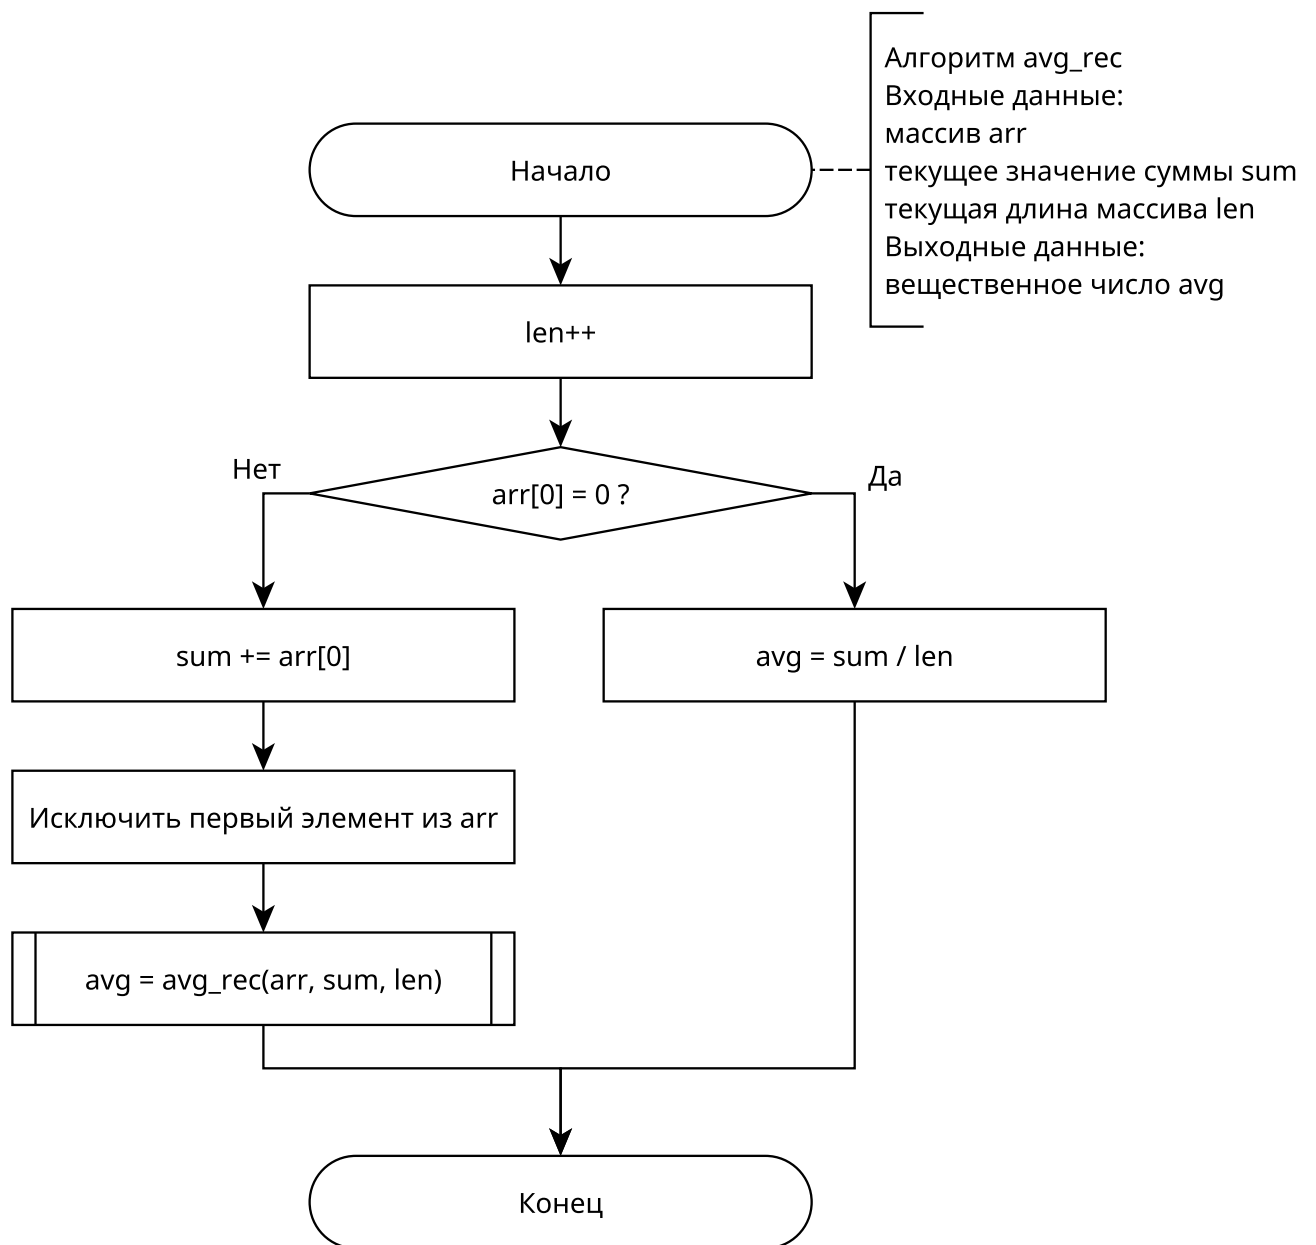 Алгоритм avg_rec
Входные данные:
массив arr
текущее значение суммы sum
текущая длина массива len
Выходные данные:
вещественное число avg
Начало
len++
arr[0] = 0 ?
Нет
Да
sum += arr[0]
avg = sum / len
Исключить первый элемент из arr
avg = avg_rec(arr, sum, len)
Конец